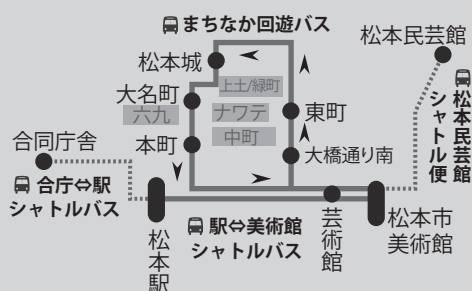 まちなか回遊バス
松本民芸館
松本城
上土/緑町
大名町
六九
ナワテ
東町
松本民芸館
シャトル便
合同庁舎
本町
中町
大橋通り南
合庁⇔駅
シャトルバス
駅⇔美術館
シャトルバス
松本駅
芸術館
松本市
美術館